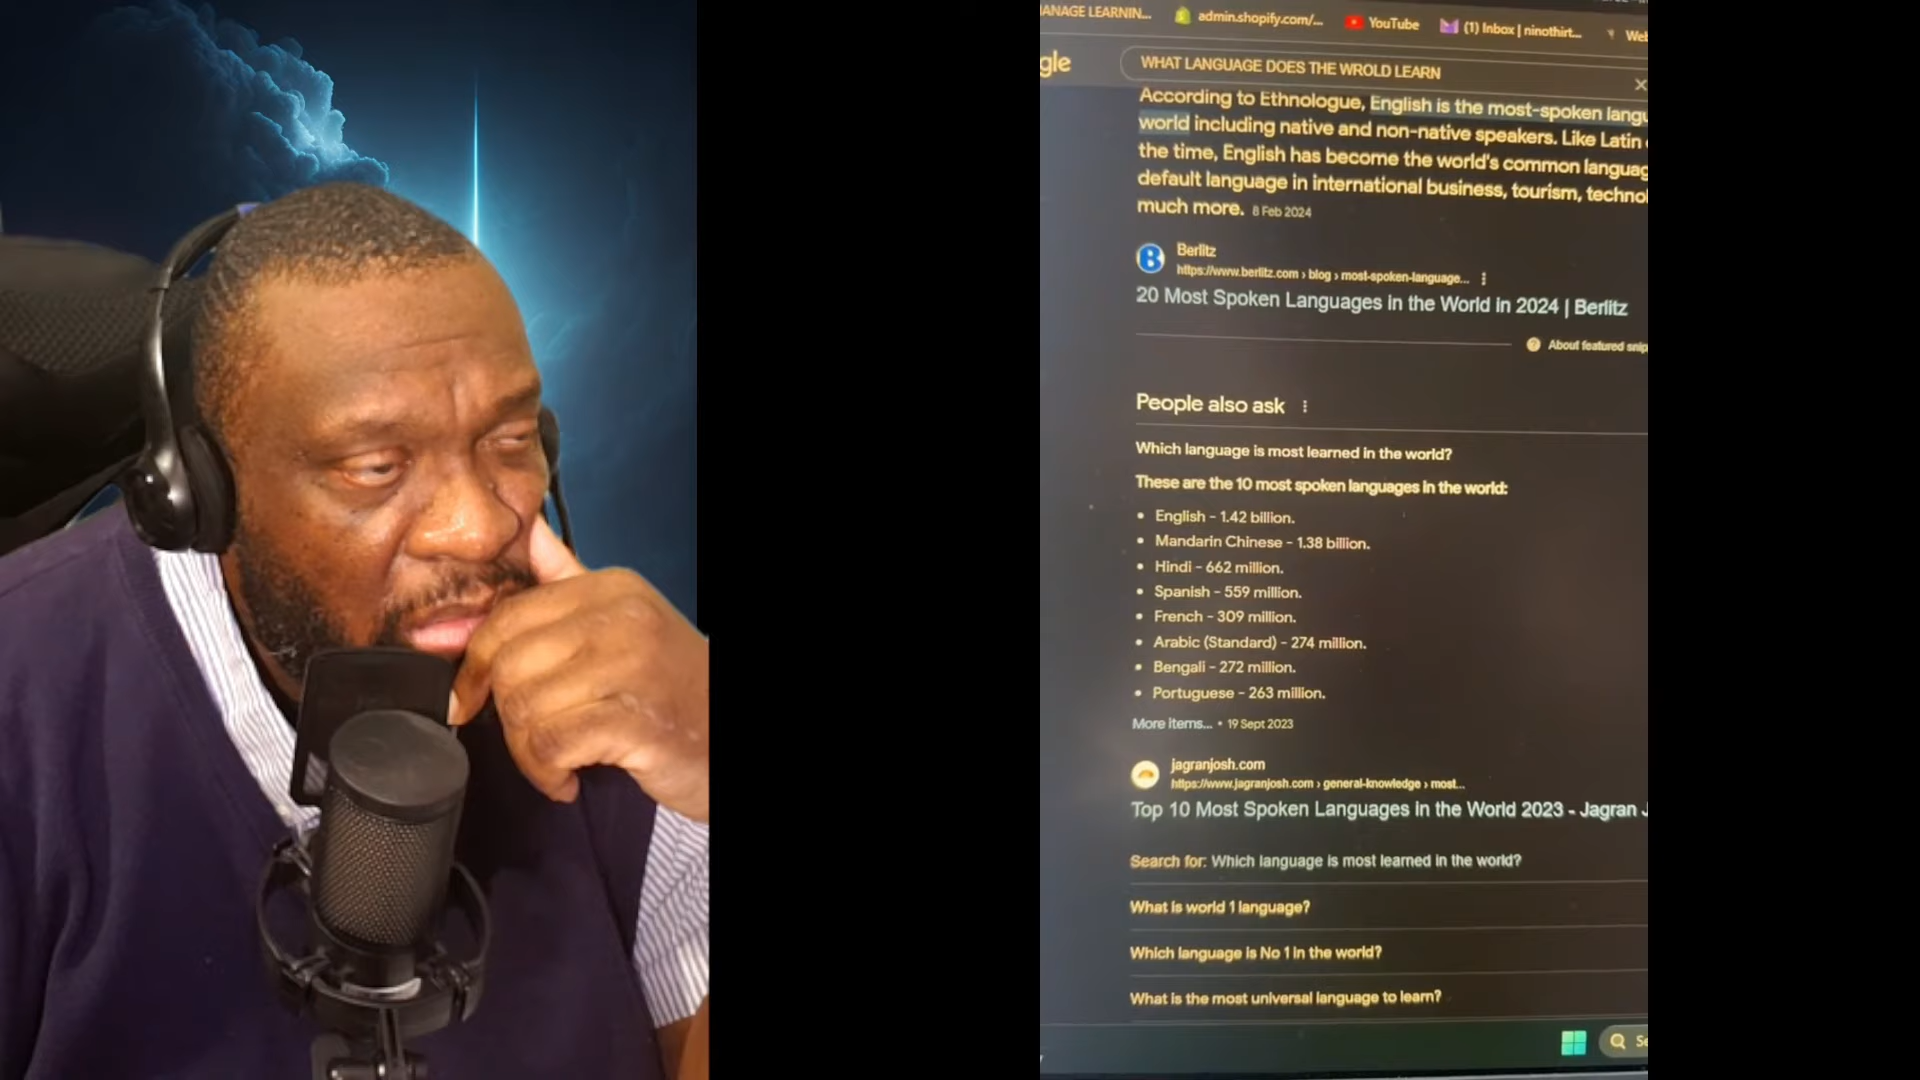 MANAGE LEARNIN...
admin.shopify.com/...
YouTube
(1) Inbox | ninothirt...
gle
WHAT LANGUAGE DOES THE WROLD LEARN
According to Ethnologue, English is the most-spoken
world including native and non-native speakers. Like Latin
the time, English has become the world's common
default language in international business, tourism,
much more. 8 Feb 2024
Berlitz
https://www.berlitz.com › blog › most-spoken-language...
20 Most Spoken Languages in the World in 2024 | Berlitz
About featured
People also ask
Which language is most learned in the world?
These are the 10 most spoken languages in the world:
• English - 1.42 billion.
• Mandarin Chinese - 1.38 billion.
• Hindi - 662 million.
• Spanish - 559 million.
• French - 309 million.
• Arabic (Standard) - 274 million.
• Bengali - 272 million.
• Portuguese - 263 million.
More items... • 19 Sept 2023
jagranjosh.com
https://www.jagranjosh.com › general-knowledge › most...
Top 10 Most Spoken Languages in the World 2023 - Jagran
Search for: Which language is most learned in the world?
What is world 1 language?
Which language is No 1 in the world?
What is the most universal language to learn?